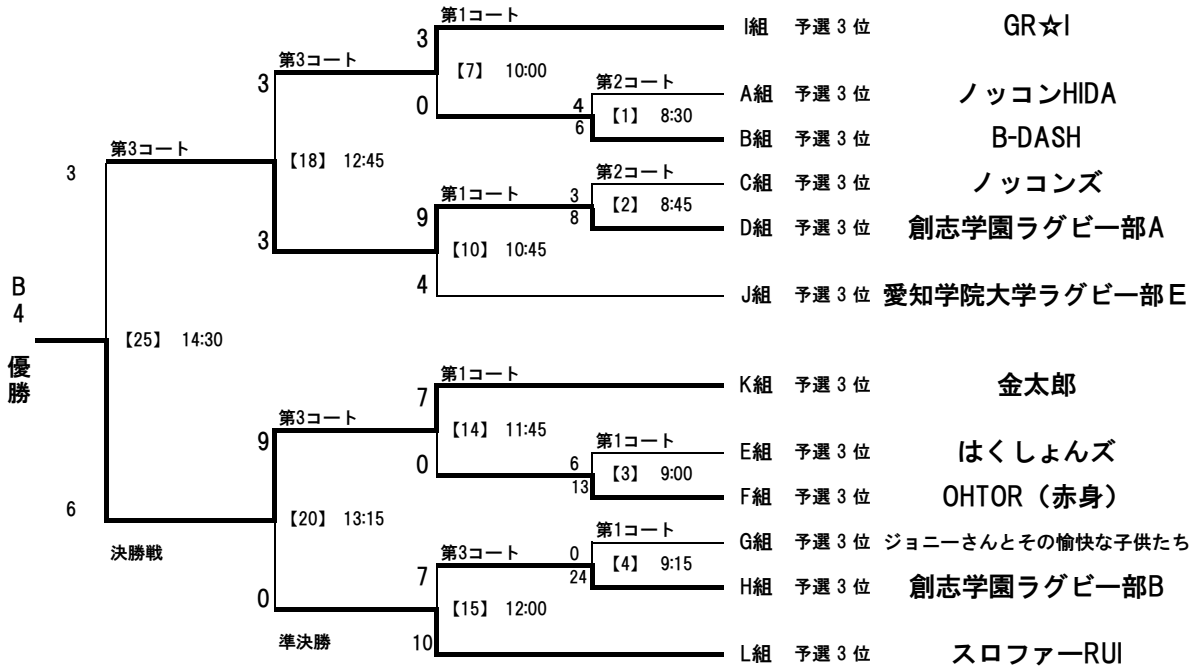 第1コート
3
I組 予選 3 位 GR☆I
第3コート
3
【7】 10:00
第2コート
A組 予選 3 位 ノッコンHIDA
0
4
【1】 8:30
6
B組 予選 3 位 B-DASH
第3コート
3
【18】 12:45
第2コート
C組 予選 3 位 ノッコンズ
第1コート
3
【2】 8:45
9
8
D組 予選 3 位 創志学園ラグビー部A
3
【10】 10:45
4
J組 予選 3 位 愛知学院大学ラグビー部E
B4 優勝
【25】 14:30
第1コート
7
K組 予選 3 位 金太郎
第3コート
9
【14】 11:45
第1コート
E組 予選 3 位 はくしょんズ
0
6
【3】 9:00
13
F組 予選 3 位 OHTOR（赤身）
6
【20】 13:15
第1コート
G組 予選 3 位 ジョニーさんとその愉快な子供たち
決勝戦
第3コート
0
【4】 9:15
7
24
H組 予選 3 位 創志学園ラグビー部B
0
【15】 12:00
準決勝
10
L組 予選 3 位 スロファーRUI